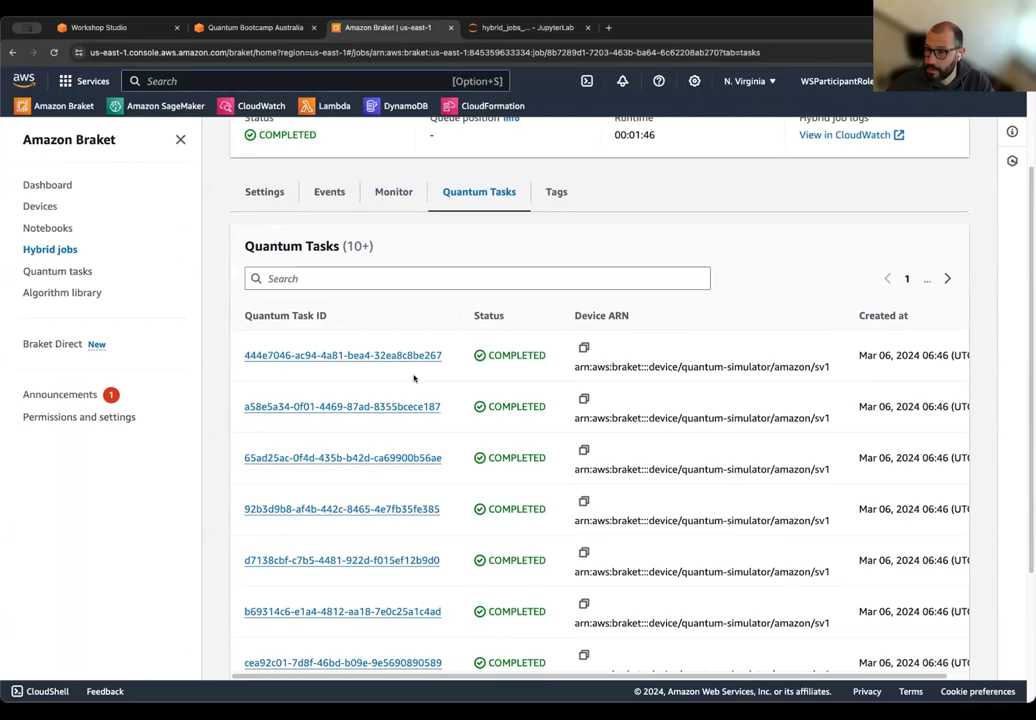 Workshop Studio
Quantum Bootcamp Australia
Amazon Braket | us-east-1
hybrid_jobs_... - JupyterLab
us-east-1.console.aws.amazon.com/braket/home?region=us-east-1#/jobs/arn:aws:braket:us-east-1:845359633334:job/8b7289d1-7203-463b-ba64-6c62208ab270?tab=tasks
aws
Services
Search
[Option+S]
N. Virginia
WSParticipantRole
Amazon Braket
Amazon SageMaker
CloudWatch
Lambda
DynamoDB
CloudFormation
Amazon Braket
Dashboard
Devices
Notebooks
Hybrid jobs
Quantum tasks
Algorithm library
Braket Direct New
Announcements 1
Permissions and settings
Status
Queue position Info
Runtime
Hybrid job logs
COMPLETED
-
00:01:46
View in CloudWatch
Settings
Events
Monitor
Quantum Tasks
Tags
Quantum Tasks (10+)
Search
1
...
Quantum Task ID
Status
Device ARN
Created at
444e7046-ac94-4a81-bea4-32ea8c8be267
COMPLETED
arn:aws:braket:::device/quantum-simulator/amazon/sv1
Mar 06, 2024 06:46 (UTC
a58e5a34-0f01-4469-87ad-8355bcece187
COMPLETED
arn:aws:braket:::device/quantum-simulator/amazon/sv1
Mar 06, 2024 06:46 (UTC
65ad25ac-0f4d-435b-b42d-ca69900b56ae
COMPLETED
arn:aws:braket:::device/quantum-simulator/amazon/sv1
Mar 06, 2024 06:46 (UTC
92b3d9b8-af4b-442c-8465-4e7fb35fe385
COMPLETED
arn:aws:braket:::device/quantum-simulator/amazon/sv1
Mar 06, 2024 06:46 (UTC
d7138cbf-c7b5-4481-922d-f015ef12b9d0
COMPLETED
arn:aws:braket:::device/quantum-simulator/amazon/sv1
Mar 06, 2024 06:46 (UTC
b69314c6-e1a4-4812-aa18-7e0c25a1c4ad
COMPLETED
arn:aws:braket:::device/quantum-simulator/amazon/sv1
Mar 06, 2024 06:46 (UTC
cea92c01-7d8f-46bd-b09e-9e5690890589
COMPLETED
Mar 06, 2024 06:46 (UTC
CloudShell
Feedback
© 2024, Amazon Web Services, Inc. or its affiliates.
Privacy
Terms
Cookie preferences